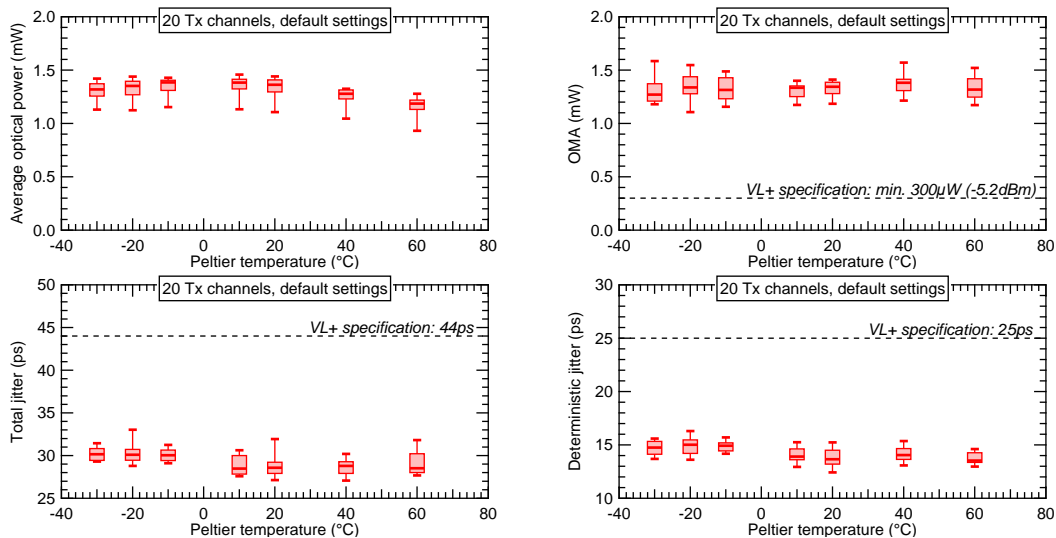 20 Tx channels, default settings
Average optical power (mW)
2.0
1.5
1.0
0.5
0.0
-40 -20 0 20 40 60 80
Peltier temperature (°C)
20 Tx channels, default settings
OMA (mW)
2.0
1.5
1.0
0.5
0.0
VL+ specification: min. 300µW (-5.2dBm)
-40 -20 0 20 40 60 80
Peltier temperature (°C)
20 Tx channels, default settings
Total jitter (ps)
50
45
40
35
30
25
VL+ specification: 44ps
-40 -20 0 20 40 60 80
Peltier temperature (°C)
20 Tx channels, default settings
Deterministic jitter (ps)
30
25
20
15
10
VL+ specification: 25ps
-40 -20 0 20 40 60 80
Peltier temperature (°C)